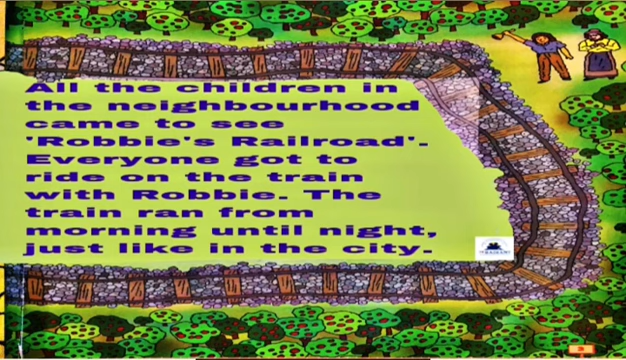 All the children in
the neighbourhood
came to see
'Robbie's Railroad'.
Everyone got to
ride on the train
with Robbie. The
train ran from
morning until night,
just like in the city.